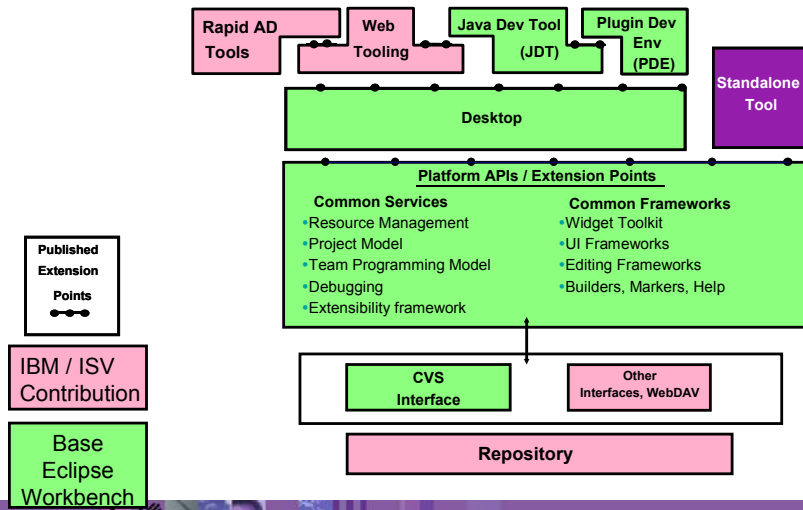 Rapid AD
Tools
Web
Tooling
Java Dev Tool
(JDT)
Plugin Dev
Env
(PDE)
Standalone
Tool
Desktop
Platform APIs / Extension Points
Common Services
•Resource Management
•Project Model
•Team Programming Model
•Debugging
•Extensibility framework
Common Frameworks
•Widget Toolkit
•UI Frameworks
•Editing Frameworks
•Builders, Markers, Help
Published
Extension
Points
IBM / ISV
Contribution
Base
Eclipse
Workbench
CVS
Interface
Other
Interfaces, WebDAV
Repository